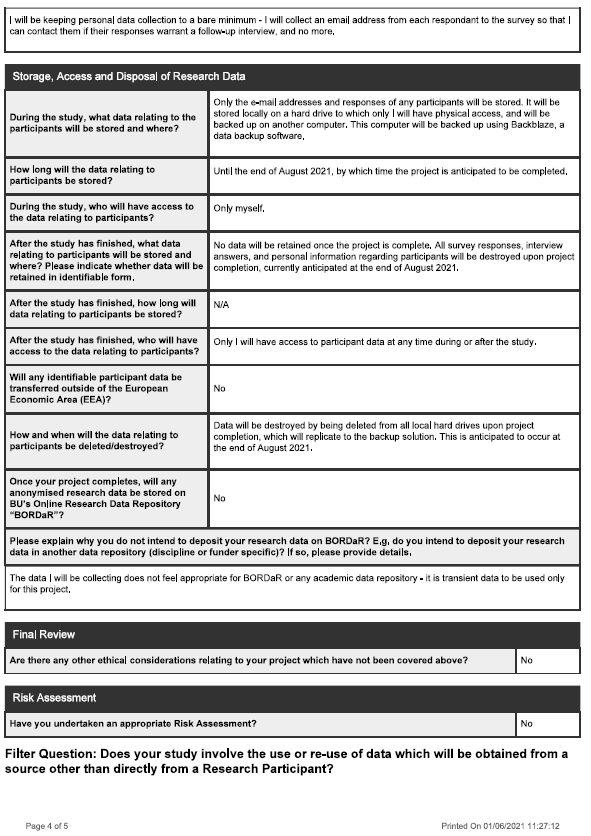 I will be keeping personal data collection to a bare minimum - I will collect an email address from each respondant to the survey so that I
can contact them if their responses warrant a follow-up interview, and no more.
Storage, Access and Disposal of Research Data
During the study, what data relating to the
participants will be stored and where?
Only the e-mail addresses and responses of any participants will be stored. It will be
stored locally on a hard drive to which only I will have physical access, and will be
backed up on another computer. This computer will be backed up using Backblaze, a
data backup software.
How long will the data relating to
participants be stored?
Until the end of August 2021, by which time the project is anticipated to be completed.
During the study, who will have access to
the data relating to participants?
Only myself.
After the study has finished, what data
relating to participants will be stored and
where? Please indicate whether data will be
retained in identifiable form.
No data will be retained once the project is complete. All survey responses, interview
answers, and personal information regarding participants will be destroyed upon project
completion, currently anticipated at the end of August 2021.
After the study has finished, how long will
data relating to participants be stored?
N/A
After the study has finished, who will have
access to the data relating to participants?
Only I will have access to participant data at any time during or after the study.
Will any identifiable participant data be
transferred outside of the European
Economic Area (EEA)?
No
How and when will the data relating to
participants be deleted/destroyed?
Data will be destroyed by being deleted from all local hard drives upon project
completion, which will replicate to the backup solution. This is anticipated to occur at
the end of August 2021.
Once your project completes, will any
anonymised research data be stored on
BU's Online Research Data Repository
"BORDaR"?
No
Please explain why you do not intend to deposit your research data on BORDaR? E.g. do you intend to deposit your research
data in another data repository (discipline or funder specific)? If so, please provide details.
The data I will be collecting does not feel appropriate for BORDaR or any academic data repository - it is transient data to be used only
for this project.
Final Review
Are there any other ethical considerations relating to your project which have not been covered above?
No
Risk Assessment
Have you undertaken an appropriate Risk Assessment?
No
Filter Question: Does your study involve the use or re-use of data which will be obtained from a
source other than directly from a Research Participant?
Page 4 of 5
Printed On 01/06/2021 11:27:12